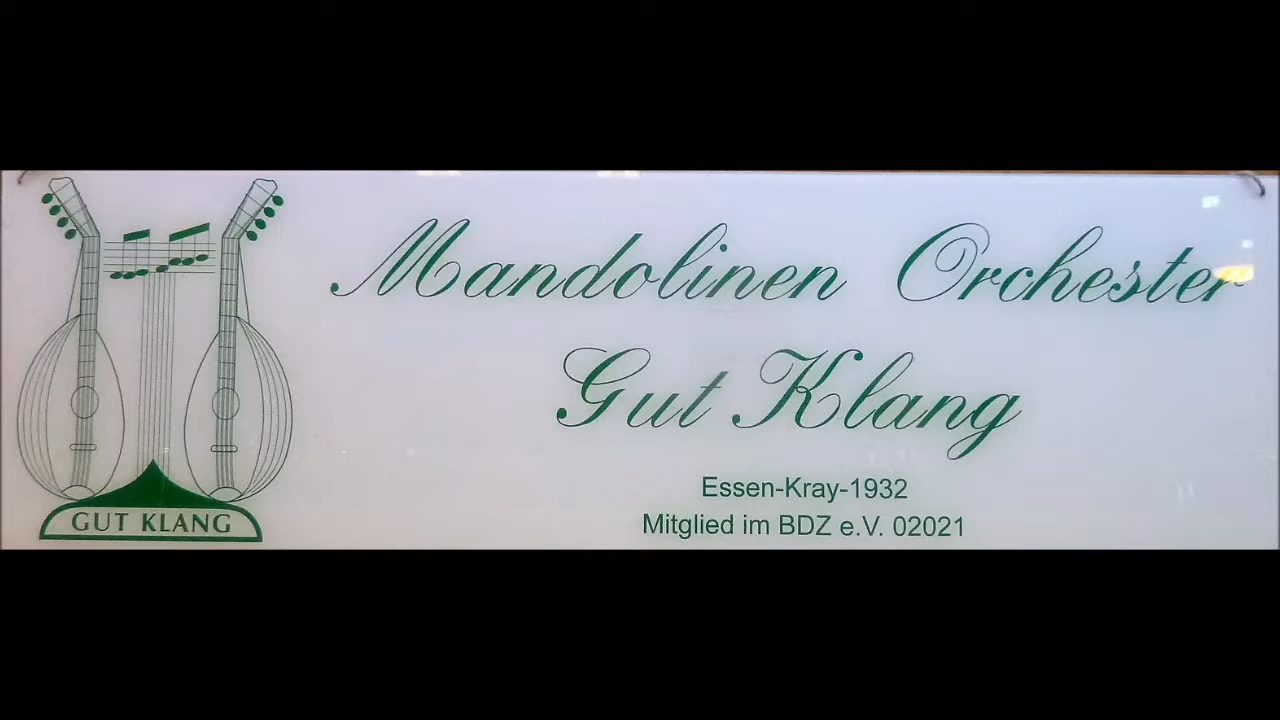 Mandolinen Orchester
Gut Klang
Essen-Kray-1932
Mitglied im BDZ e.V. 02021
GUT KLANG